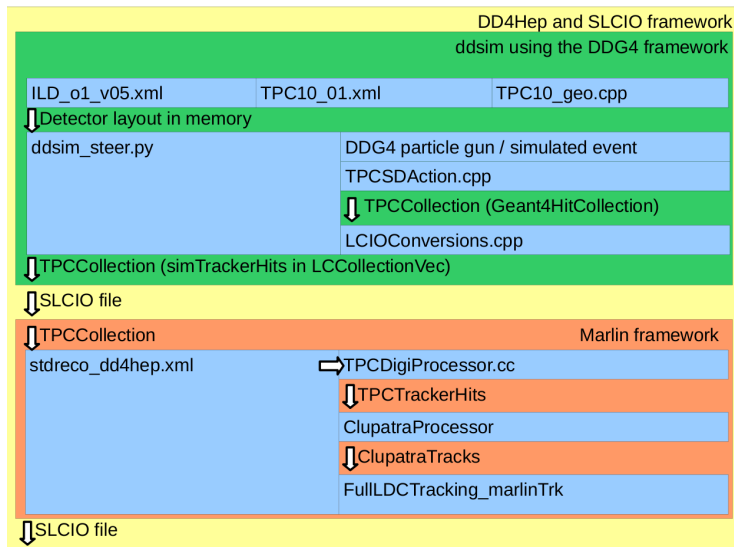 DD4Hep and SLCIO framework
ddsim using the DDG4 framework
ILD_o1_v05.xml TPC10_01.xml TPC10_geo.cpp
Detector layout in memory
ddsim_steer.py DDG4 particle gun / simulated event
TPCSDAction.cpp
TPCCollection (Geant4HitCollection)
LCIOConversions.cpp
TPCCollection (simTrackerHits in LCCollectionVec)
SLCIO file
TPCCollection Marlin framework
stdreco_dd4hep.xml TPCDigiProcessor.cc
TPCTrackerHits
ClupatraProcessor
ClupatraTracks
FullLDCTracking_marlinTrk
SLCIO file